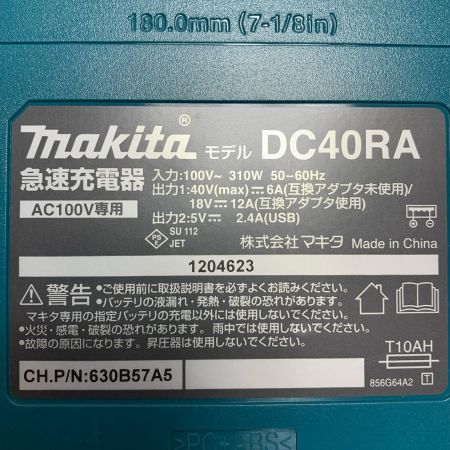 180.0mm (7-1/8in)
makita® モデル DC40RA
急速充電器
AC100V専用
入力:100V~ 310W 50-60Hz
出力1:40V(max)⎓6A(互換アダプタ未使用)/
18V⎓12A(互換アダプタ使用)
出力2:5V⎓ 2.4A(USB)
PS E SU 112
JET
株式会社マキタ Made in China
1204623
⚠警告 ●ご使用前に取扱説明書を必ずよくお読みください。
●バッテリの液漏れ・発熱・破裂の恐れがあります。
マキタ専用の指定バッテリの充電以外には使用しないでください。
●火災・感電・破裂の恐れがあります。雨中では使用しないでください。
●故障の原因になります。昇圧器は使用しないでください。
CH.P/N:630B57A5
T10AH
856G64A2 T
>PC+ABS<